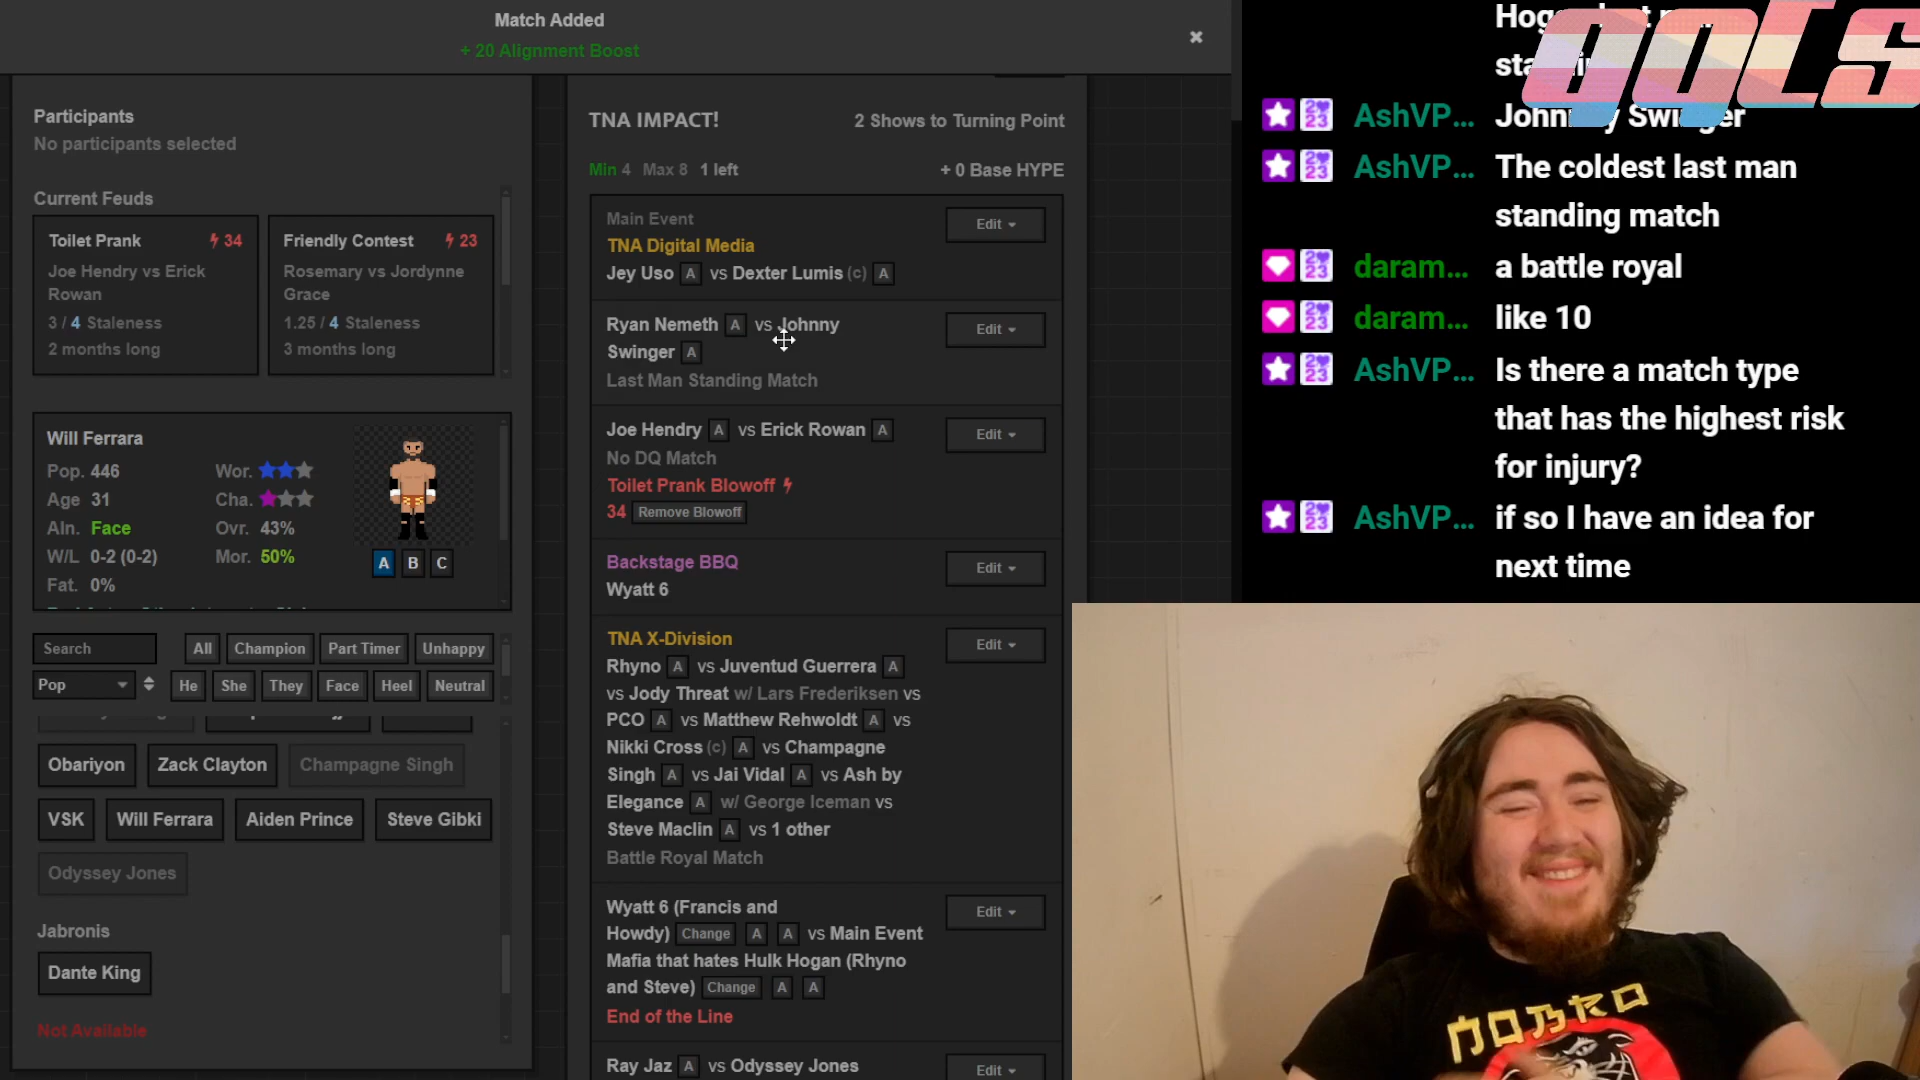 Match Added
+ 20 Alignment Boost
Participants
No participants selected
Current Feuds
Toilet Prank 34
Joe Hendry vs Erick
Rowan
3 / 4 Staleness
2 months long
Friendly Contest 23
Rosemary vs Jordynne
Grace
1.25 / 4 Staleness
3 months long
Will Ferrara
Pop. 446 Wor.
Age 31 Cha.
Aln. Face Ovr. 43%
W/L 0-2 (0-2) Mor. 50%
Fat. 0%
A B C
Search All Champion Part Timer Unhappy
Pop He She They Face Heel Neutral
Obariyon Zack Clayton Champagne Singh
VSK Will Ferrara Aiden Prince Steve Gibki
Odyssey Jones
Jabronis
Dante King
Not Available
TNA IMPACT! 2 Shows to Turning Point
Min 4 Max 8 1 left + 0 Base HYPE
Main Event Edit
TNA Digital Media
Jey Uso A vs Dexter Lumis (c) A
Ryan Nemeth A vs Johnny Edit
Swinger A
Last Man Standing Match
Joe Hendry A vs Erick Rowan A Edit
No DQ Match
Toilet Prank Blowoff
34 Remove Blowoff
Backstage BBQ Edit
Wyatt 6
TNA X-Division Edit
Rhyno A vs Juventud Guerrera A
vs Jody Threat w/ Lars Frederiksen vs
PCO A vs Matthew Rehwoldt A vs
Nikki Cross (c) A vs Champagne
Singh A vs Jai Vidal A vs Ash by
Elegance A w/ George Iceman vs
Steve Maclin A vs 1 other
Battle Royal Match
Wyatt 6 (Francis and Edit
Howdy) Change A A vs Main Event
Mafia that hates Hulk Hogan (Rhyno
and Steve) Change A A
End of the Line
Ray Jaz A vs Odyssey Jones Edit
AshVP... Johnny Swinger
AshVP... The coldest last man
standing match
daram... a battle royal
daram... like 10
AshVP... Is there a match type
that has the highest risk
for injury?
AshVP... if so I have an idea for
next time